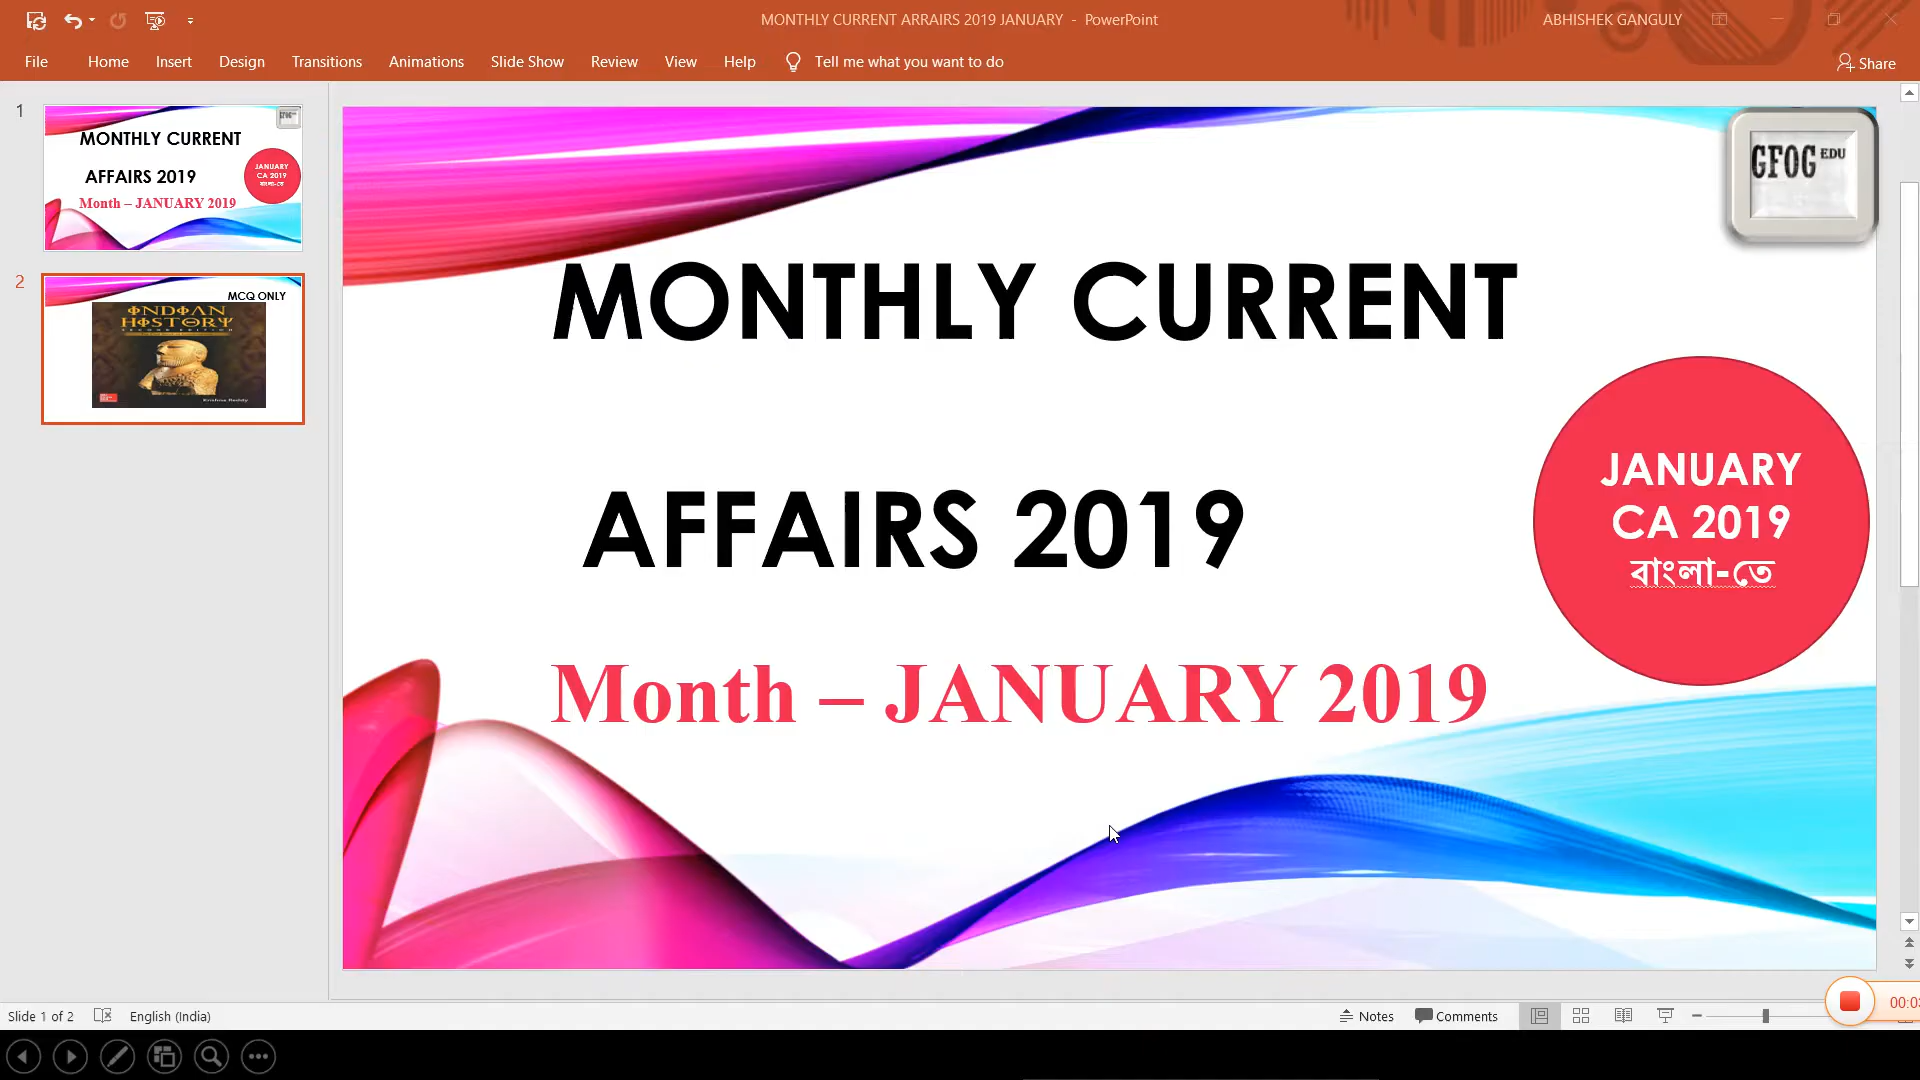 MONTHLY CURRENT ARRAIRS 2019 JANUARY - PowerPoint
ABHISHEK GANGULY
File Home Insert Design Transitions Animations Slide Show Review View Help Tell me what you want to do
Share
1
MONTHLY CURRENT
AFFAIRS 2019
Month – JANUARY 2019
JANUARY
CA 2019
বাংলা-তে
GFOG
2
MCQ ONLY
INDIAN
HISTORY
Krishna Reddy
GFOG EDU
MONTHLY CURRENT
AFFAIRS 2019
Month – JANUARY 2019
JANUARY
CA 2019
বাংলা-তে
Slide 1 of 2
English (India)
Notes
Comments